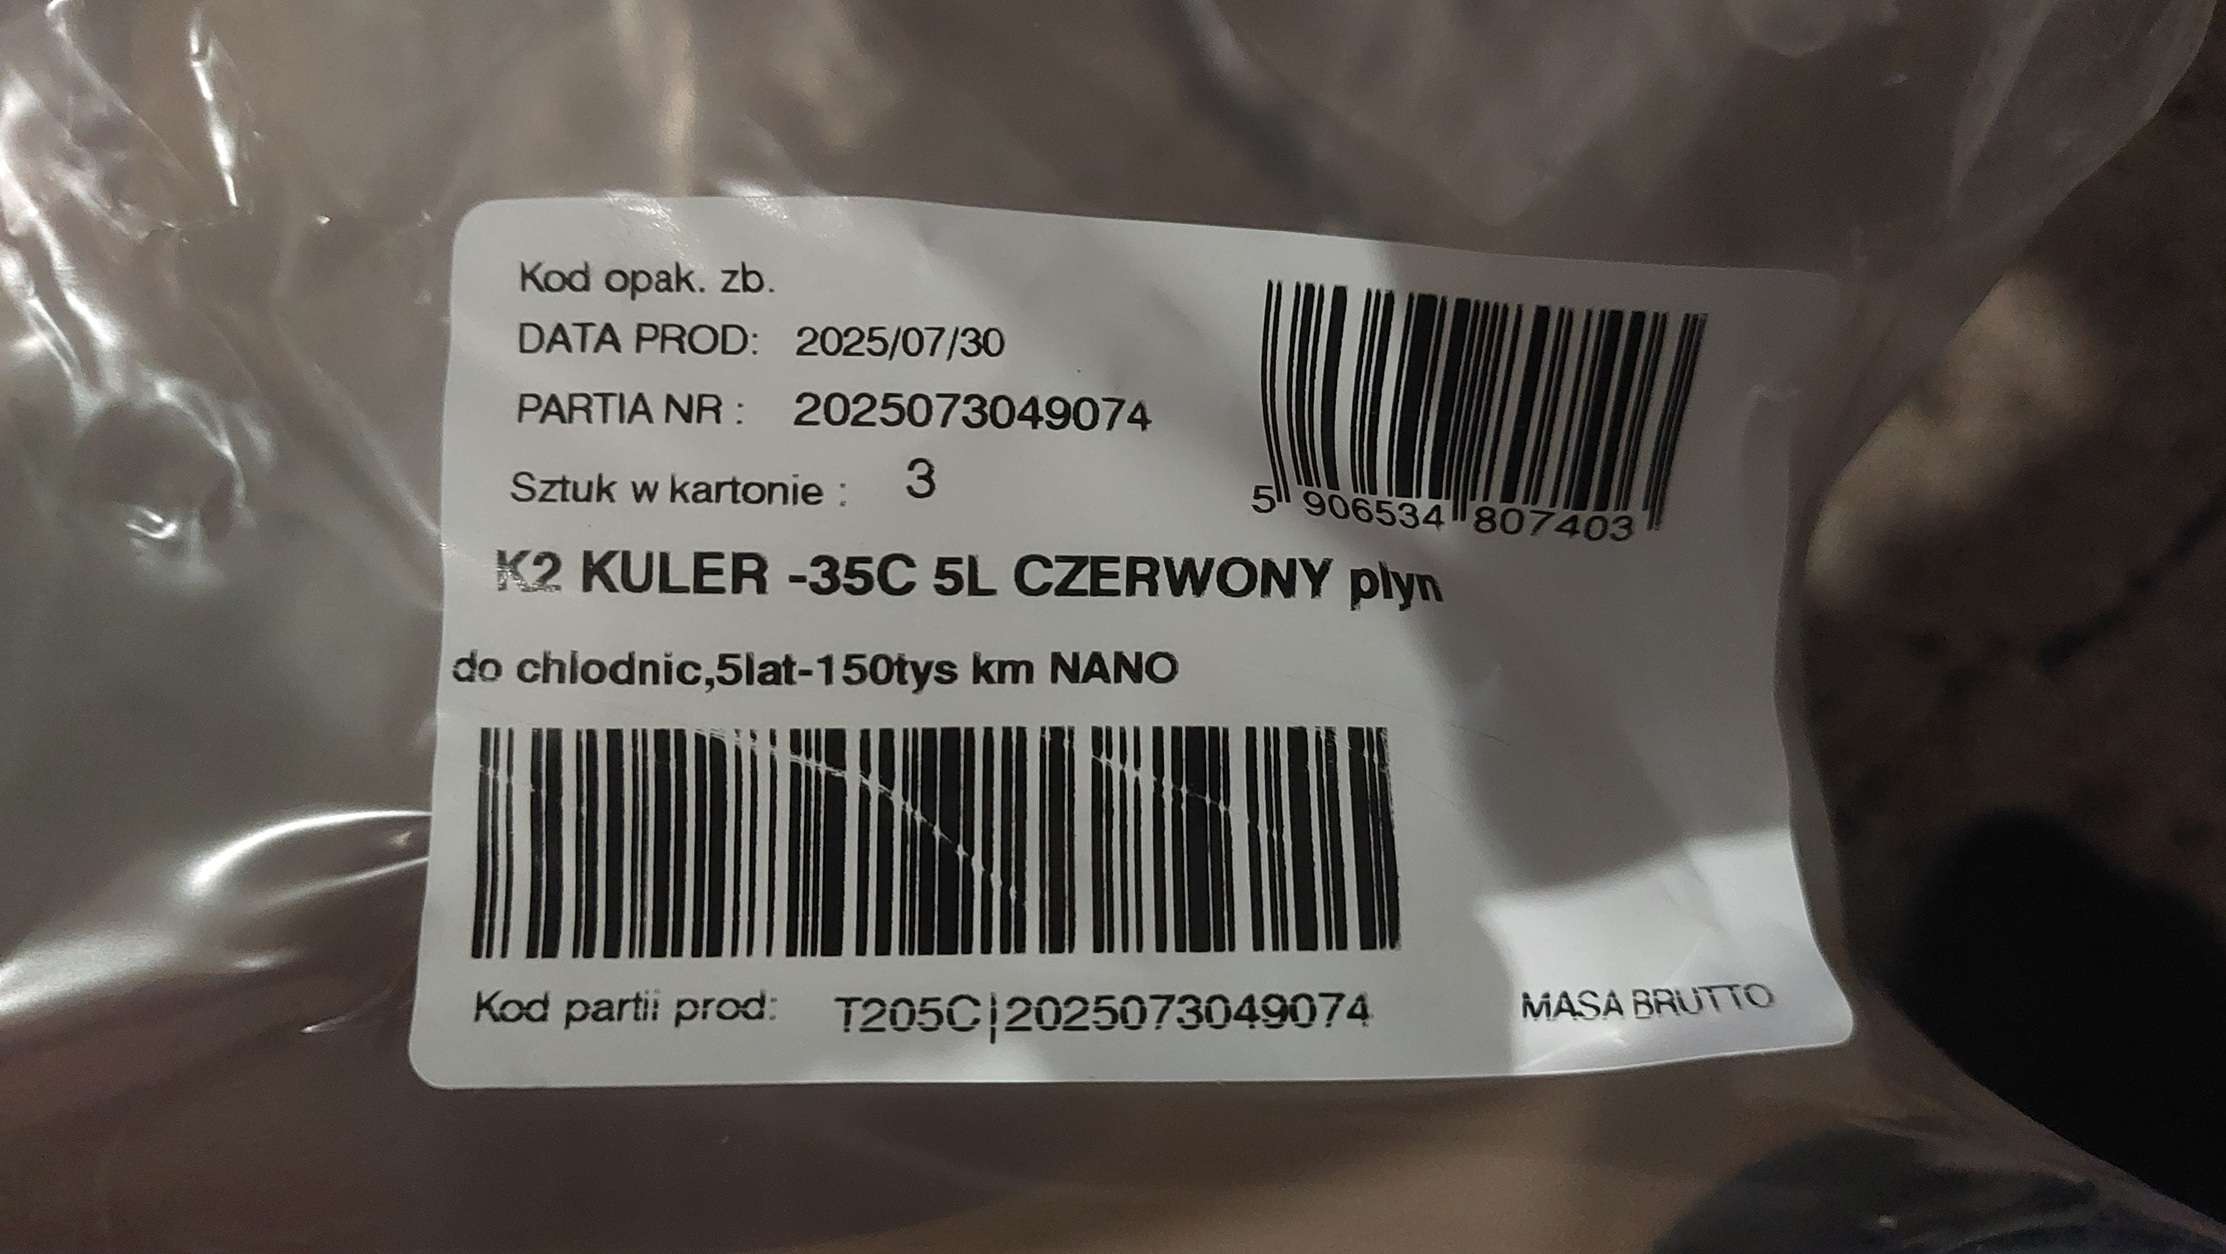 Kod opak. zb.
DATA PROD: 2025/07/30
PARTIA NR : 2025073049074
Sztuk w kartonie : 3
5 906534 807403
K2 KULER -35C 5L CZERWONY plyn
do chlodnic,5lat-150tys km NANO
Kod partii prod: T205C|2025073049074
MASA BRUTTO